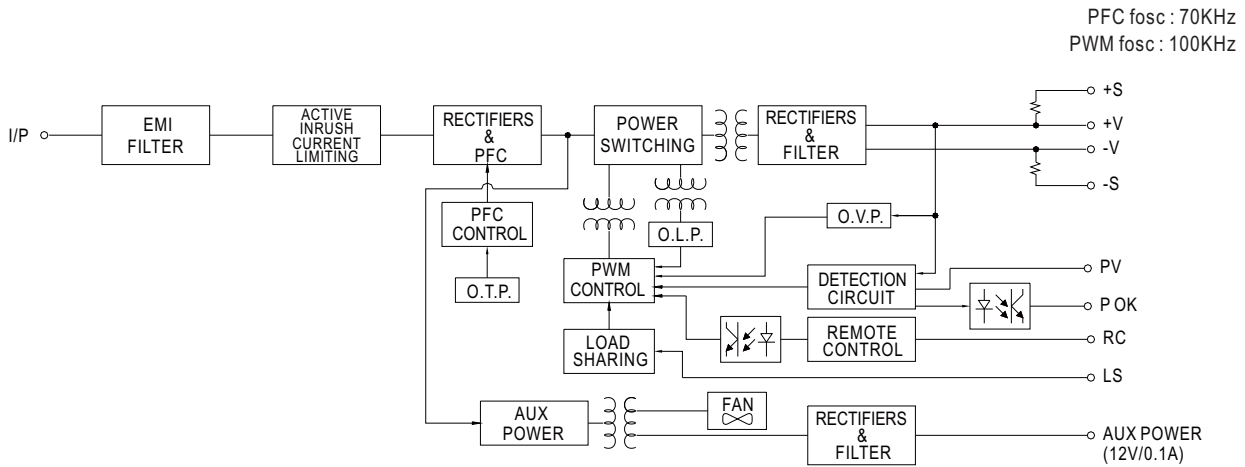 PFC fosc : 70KHz
PWM fosc : 100KHz
I/P
EMI
FILTER
ACTIVE
INRUSH
CURRENT
LIMITING
RECTIFIERS
&
PFC
POWER
SWITCHING
RECTIFIERS
&
FILTER
+S
+V
-V
-S
PFC
CONTROL
O.L.P.
O.V.P.
O.T.P.
PWM
CONTROL
DETECTION
CIRCUIT
PV
P OK
LOAD
SHARING
REMOTE
CONTROL
RC
LS
AUX
POWER
FAN
RECTIFIERS
&
FILTER
AUX POWER
(12V/0.1A)